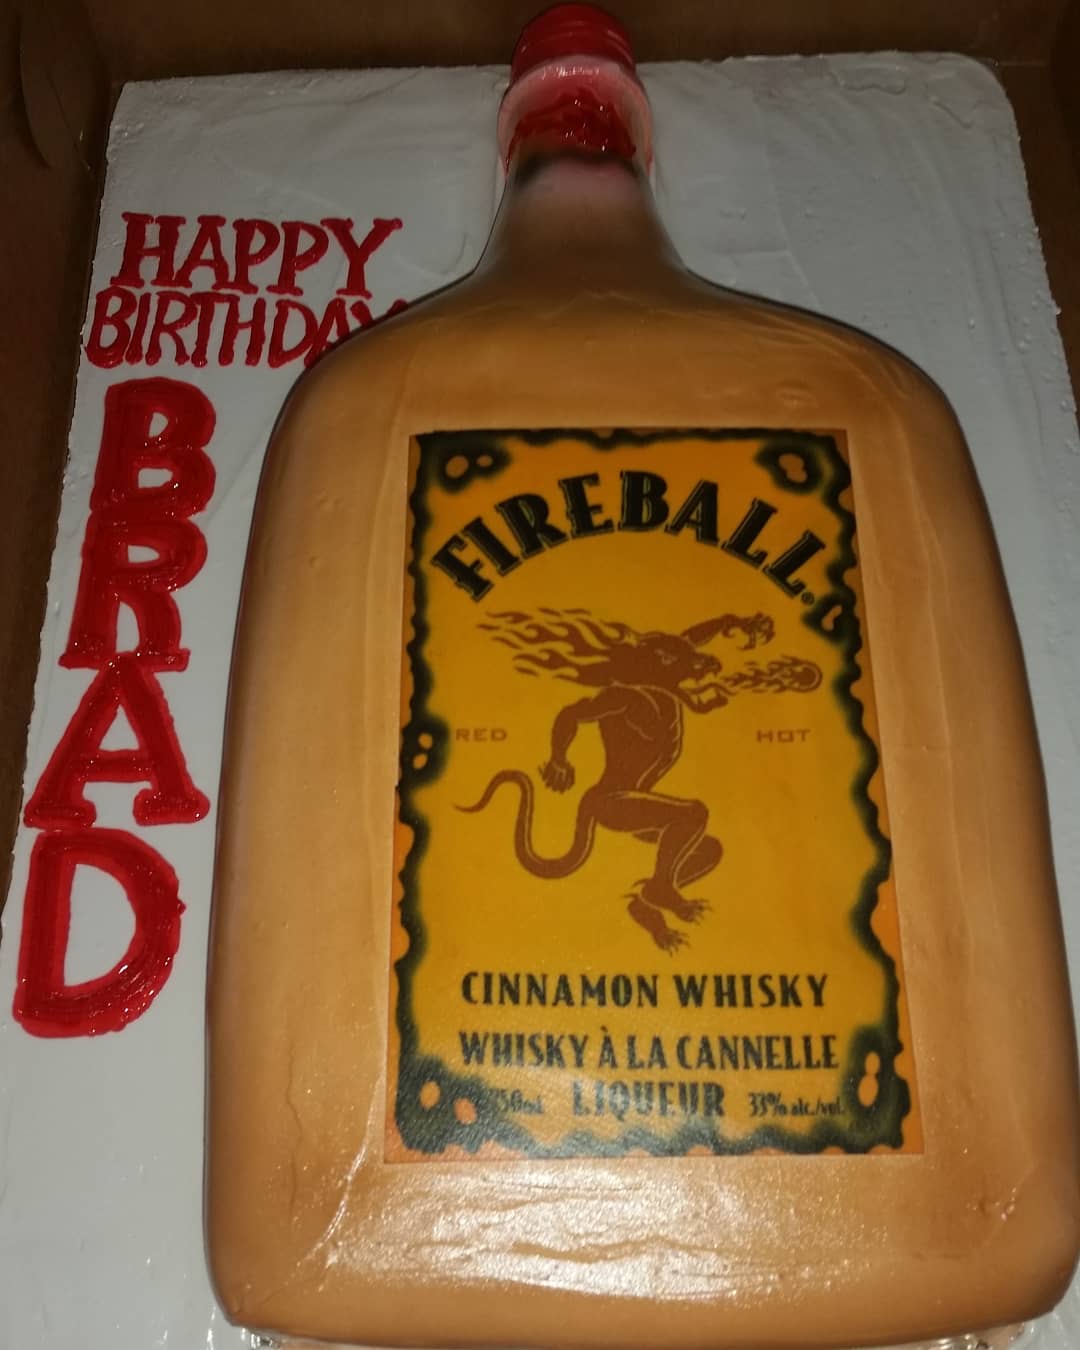 HAPPY
BIRTHDAY
BRAD
FIREBALL®
RED HOT
CINNAMON WHISKY
WHISKY À LA CANNELLE
LIQUEUR 33% alc./vol.